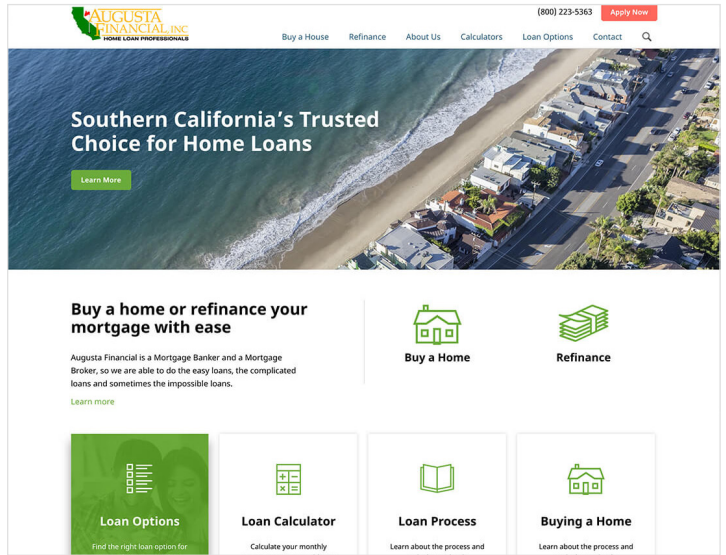 AUGUSTA
FINANCIAL, INC
HOME LOAN PROFESSIONALS
(800) 223-5363
Apply Now
Buy a House
Refinance
About Us
Calculators
Loan Options
Contact
Southern California's Trusted
Choice for Home Loans
Learn More
Buy a home or refinance your
mortgage with ease
Augusta Financial is a Mortgage Banker and a Mortgage
Broker, so we are able to do the easy loans, the complicated
loans and sometimes the impossible loans.
Learn more
Buy a Home
Refinance
Loan Options
Find the right loan option for
Loan Calculator
Calculate your monthly
Loan Process
Learn about the process and
Buying a Home
Learn about the process and